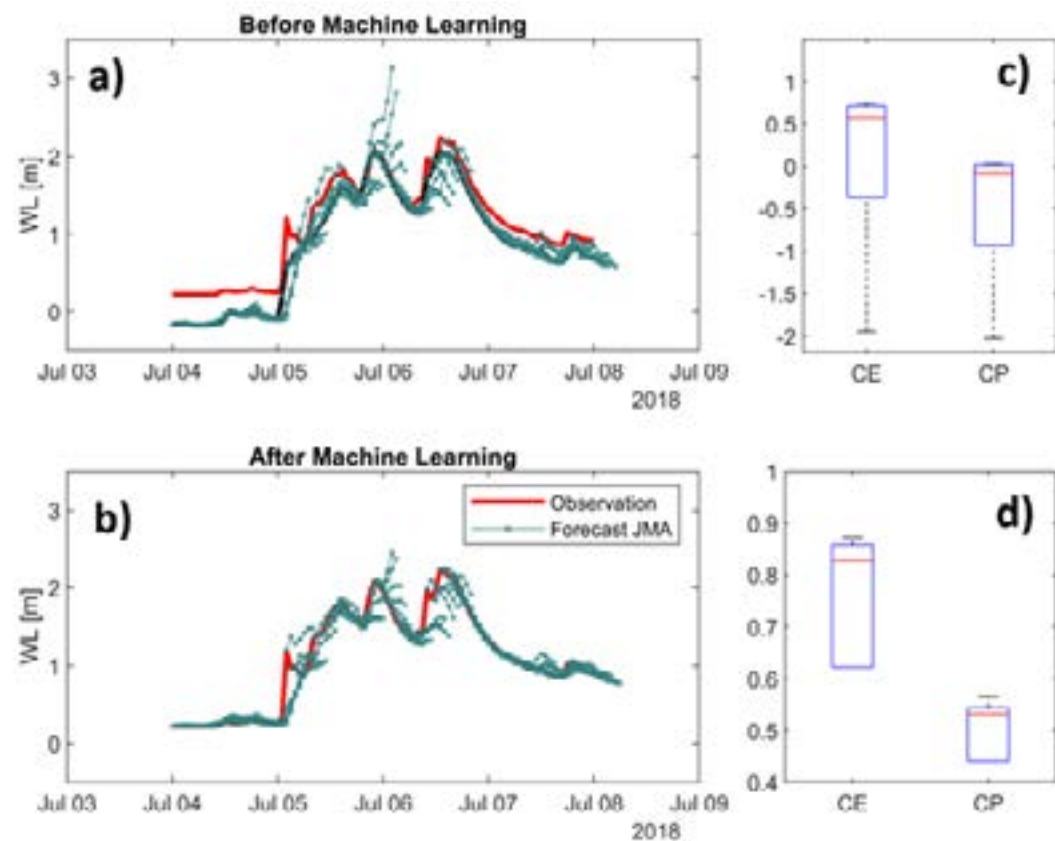 Before Machine Learning
a)
WL [m]
3
2
1
0
Jul 03 Jul 04 Jul 05 Jul 06 Jul 07 Jul 08 Jul 09
2018
c)
1
0.5
0
-0.5
-1
-1.5
-2
CE CP
After Machine Learning
b)
Observation
Forecast JMA
WL [m]
3
2
1
0
Jul 03 Jul 04 Jul 05 Jul 06 Jul 07 Jul 08 Jul 09
2018
d)
1
0.9
0.8
0.7
0.6
0.5
0.4
CE CP